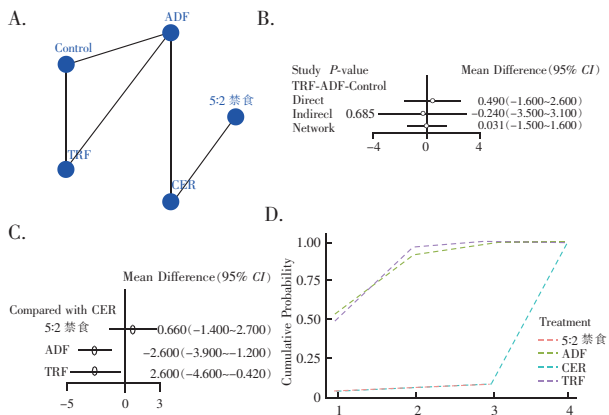 A.
ADF
Control
5:2 禁食
TRF
CER
B.
Study P-value Mean Difference(95% CI)
TRF-ADF-Control
Direct 0.490(−1.600~2.600)
Indirecl 0.685 −0.240(−3.500~3.100)
Network 0.031(−1.500~1.600)
−4 0 4
C.
Mean Difference(95% CI)
Compared with CER
5∶2 禁食 0.660(−1.400~2.700)
ADF −2.600(−3.900~−1.200)
TRF 2.600(−4.600~−0.420)
−5 0 3
D.
Cumulative Probability
1.00
0.75
0.50
0.25
0
1 2 3 4
Treatment
5∶2 禁食
ADF
CER
TRF